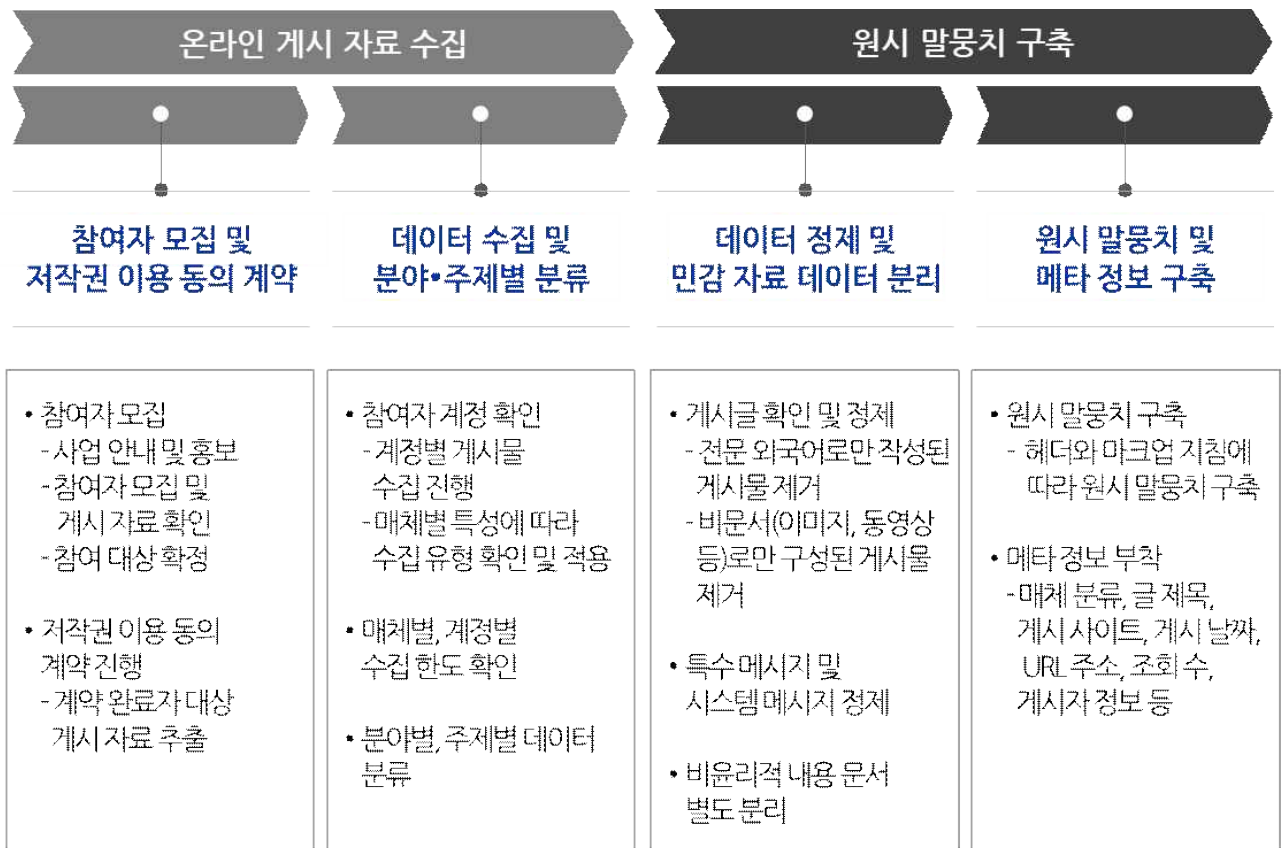 온라인 게시 자료 수집
원시 말뭉치 구축
참여자 모집 및
저작권 이용 동의 계약
데이터 수집 및
분야•주제별 분류
데이터 정제 및
민감 자료 데이터 분리
원시 말뭉치 및
메타 정보 구축
• 참여자 모집
- 사업 안내 및 홍보
- 참여자 모집 및
게시 자료 확인
- 참여 대상 확정
• 저작권 이용 동의
계약 진행
- 계약 완료자 대상
게시 자료 추출
• 참여자 계정 확인
- 계정별 게시물
수집 진행
- 매체별 특성에 따라
수집 유형 확인 및 적용
• 매체별, 계정별
수집 한도 확인
• 분야별, 주제별 데이터
분류
• 게시글 확인 및 정제
- 전문 외국어로만 작성된
게시물 제거
- 비문서(이미지, 동영상
등)로만 구성된 게시물
제거
• 특수 메시지 및
시스템 메시지 정제
• 비윤리적 내용 문서
별도 분리
• 원시 말뭉치 구축
- 헤더와 마크업 지침에
따라 원시 말뭉치 구축
• 메타 정보 부착
- 매체 분류, 글 제목,
게시 사이트, 게시 날짜,
URL 주소, 조회 수,
게시자 정보 등